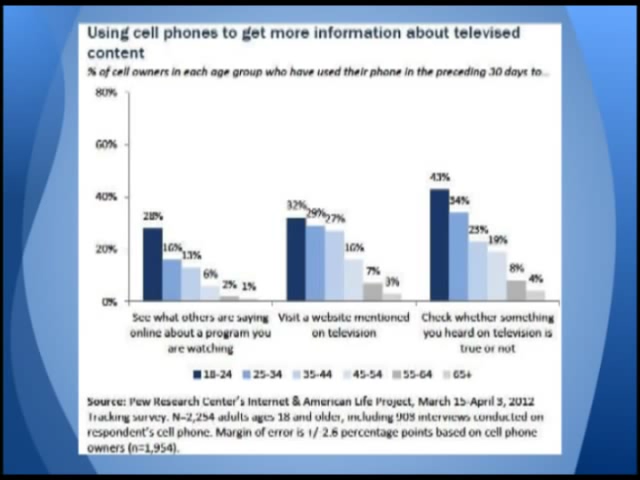 Using cell phones to get more information about televised
content
% of cell owners in each age group who have used their phone in the preceding 30 days to...
80%
60%
40%
20%
0%
28%
16%
13%
6%
2%
1%
32%
29%
27%
16%
7%
3%
43%
34%
23%
19%
8%
4%
See what others are saying
online about a program you
are watching
Visit a website mentioned
on television
Check whether something
you heard on television is
true or not
18-24 25-34 35-44 45-54 55-64 65+
Source: Pew Research Center's Internet & American Life Project, March 15-April 3, 2012
Tracking survey. N=2,254 adults ages 18 and older, including 903 interviews conducted on
respondent's cell phone. Margin of error is +/-2.6 percentage points based on cell phone
owners (n=1,954).